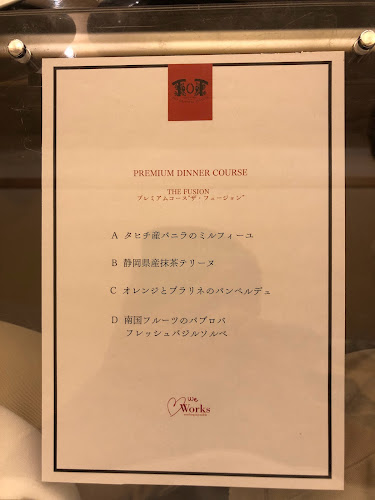 PREMIUM DINNER COURSE
THE FUSION
プレミアムコース"ザ・フュージョン"
A タヒチ産バニラのミルフィーユ
B 静岡県産抹茶テリーヌ
C オレンジとプラリネのパンペルデュ
D 南国フルーツのパブロバ
フレッシュバジルソルベ
We
Works